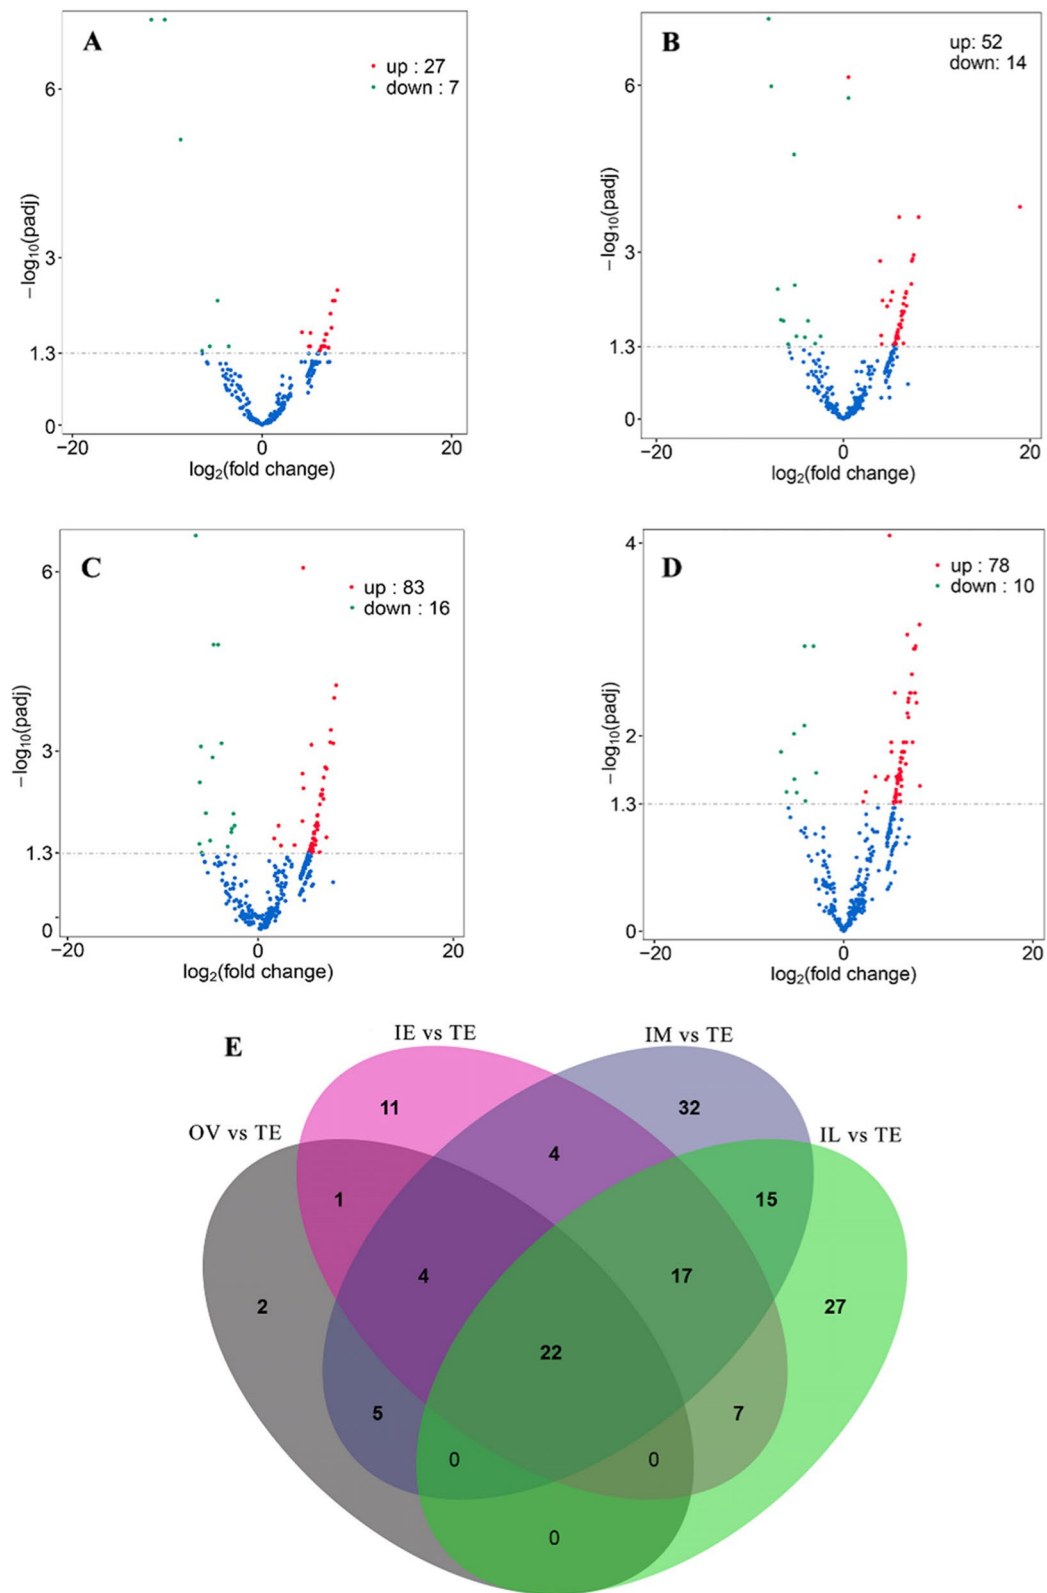 A
up : 27
down : 7
6
3
1.3
0
−20
0
20
−log10(padj)
log2(fold change)
B
up: 52
down: 14
6
3
1.3
0
−20
0
20
−log10(padj)
log2(fold change)
C
up : 83
down : 16
6
3
1.3
0
−20
0
20
−log10(padj)
log2(fold change)
D
up : 78
down : 10
4
2
1.3
0
−20
0
20
−log10(padj)
log2(fold change)
E
IE vs TE
IM vs TE
OV vs TE
IL vs TE
11
32
4
1
15
4
17
2
27
22
5
7
0
0
0